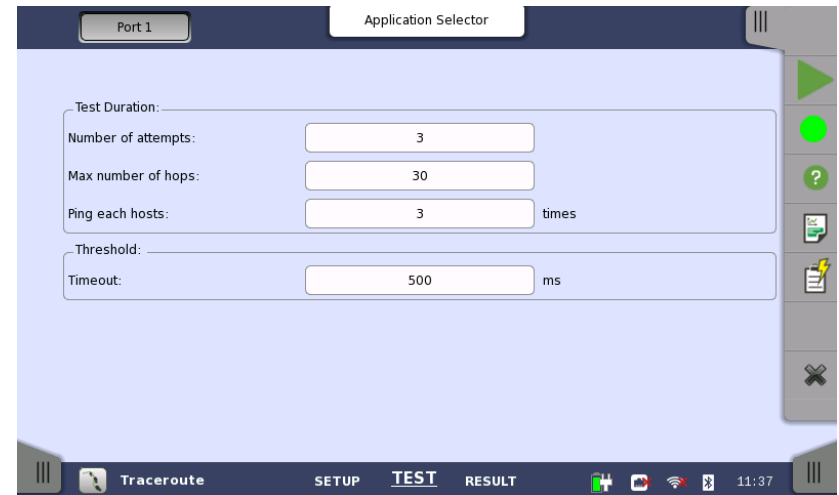 Port 1
Application Selector
Test Duration:
Number of attempts: 3
Max number of hops: 30
Ping each hosts: 3 times
Threshold:
Timeout: 500 ms
Traceroute SETUP TEST RESULT 11:37